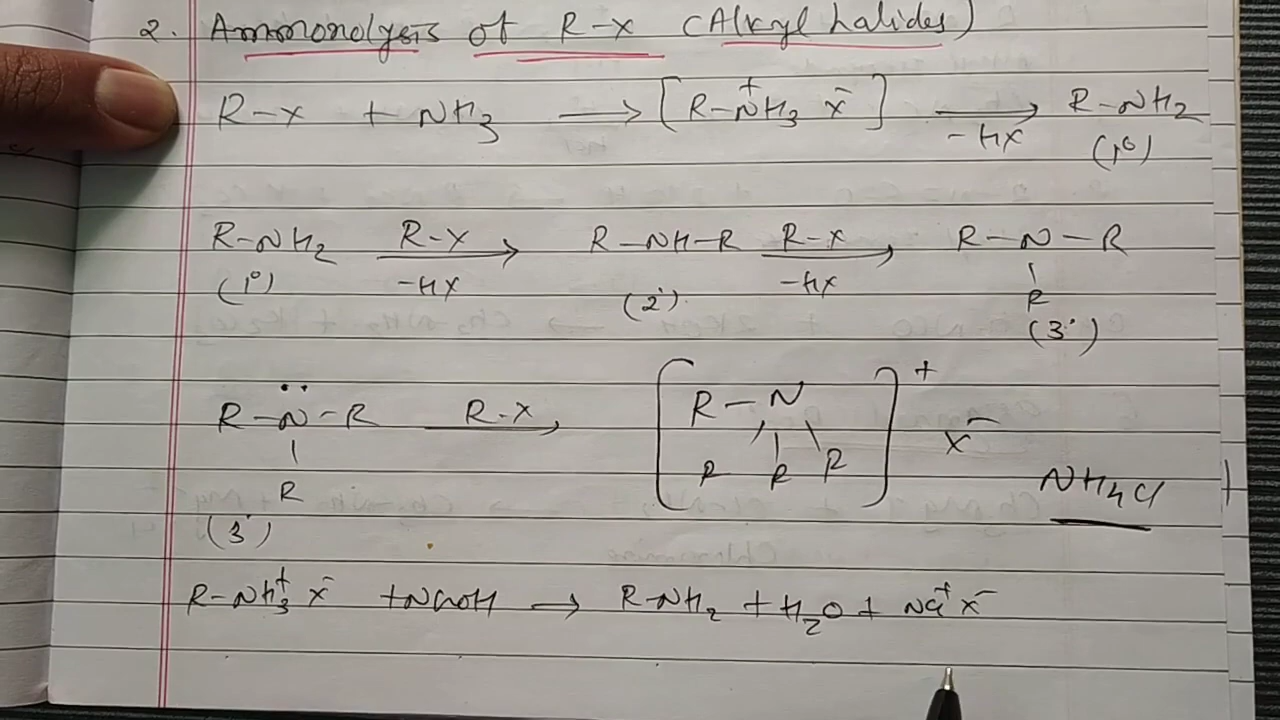 2. Ammonolysis of R-X (Alkyl halides)
R-X + NH3 ⟶ [R-N⁺H3 X⁻] ⟶ -HX R-NH2
(1°)
R-NH2 R-X ⟶ -HX R-NH-R R-X ⟶ -HX R-N-R
(1°) (2°) R
(3°)
R-N̈-R R-X ⟶ [R-N R R R]⁺ X⁻
R NH4Cl
(3°)
R-NH3⁺ X⁻ +NaOH ⟶ R-NH2 + H2O + Na⁺X⁻